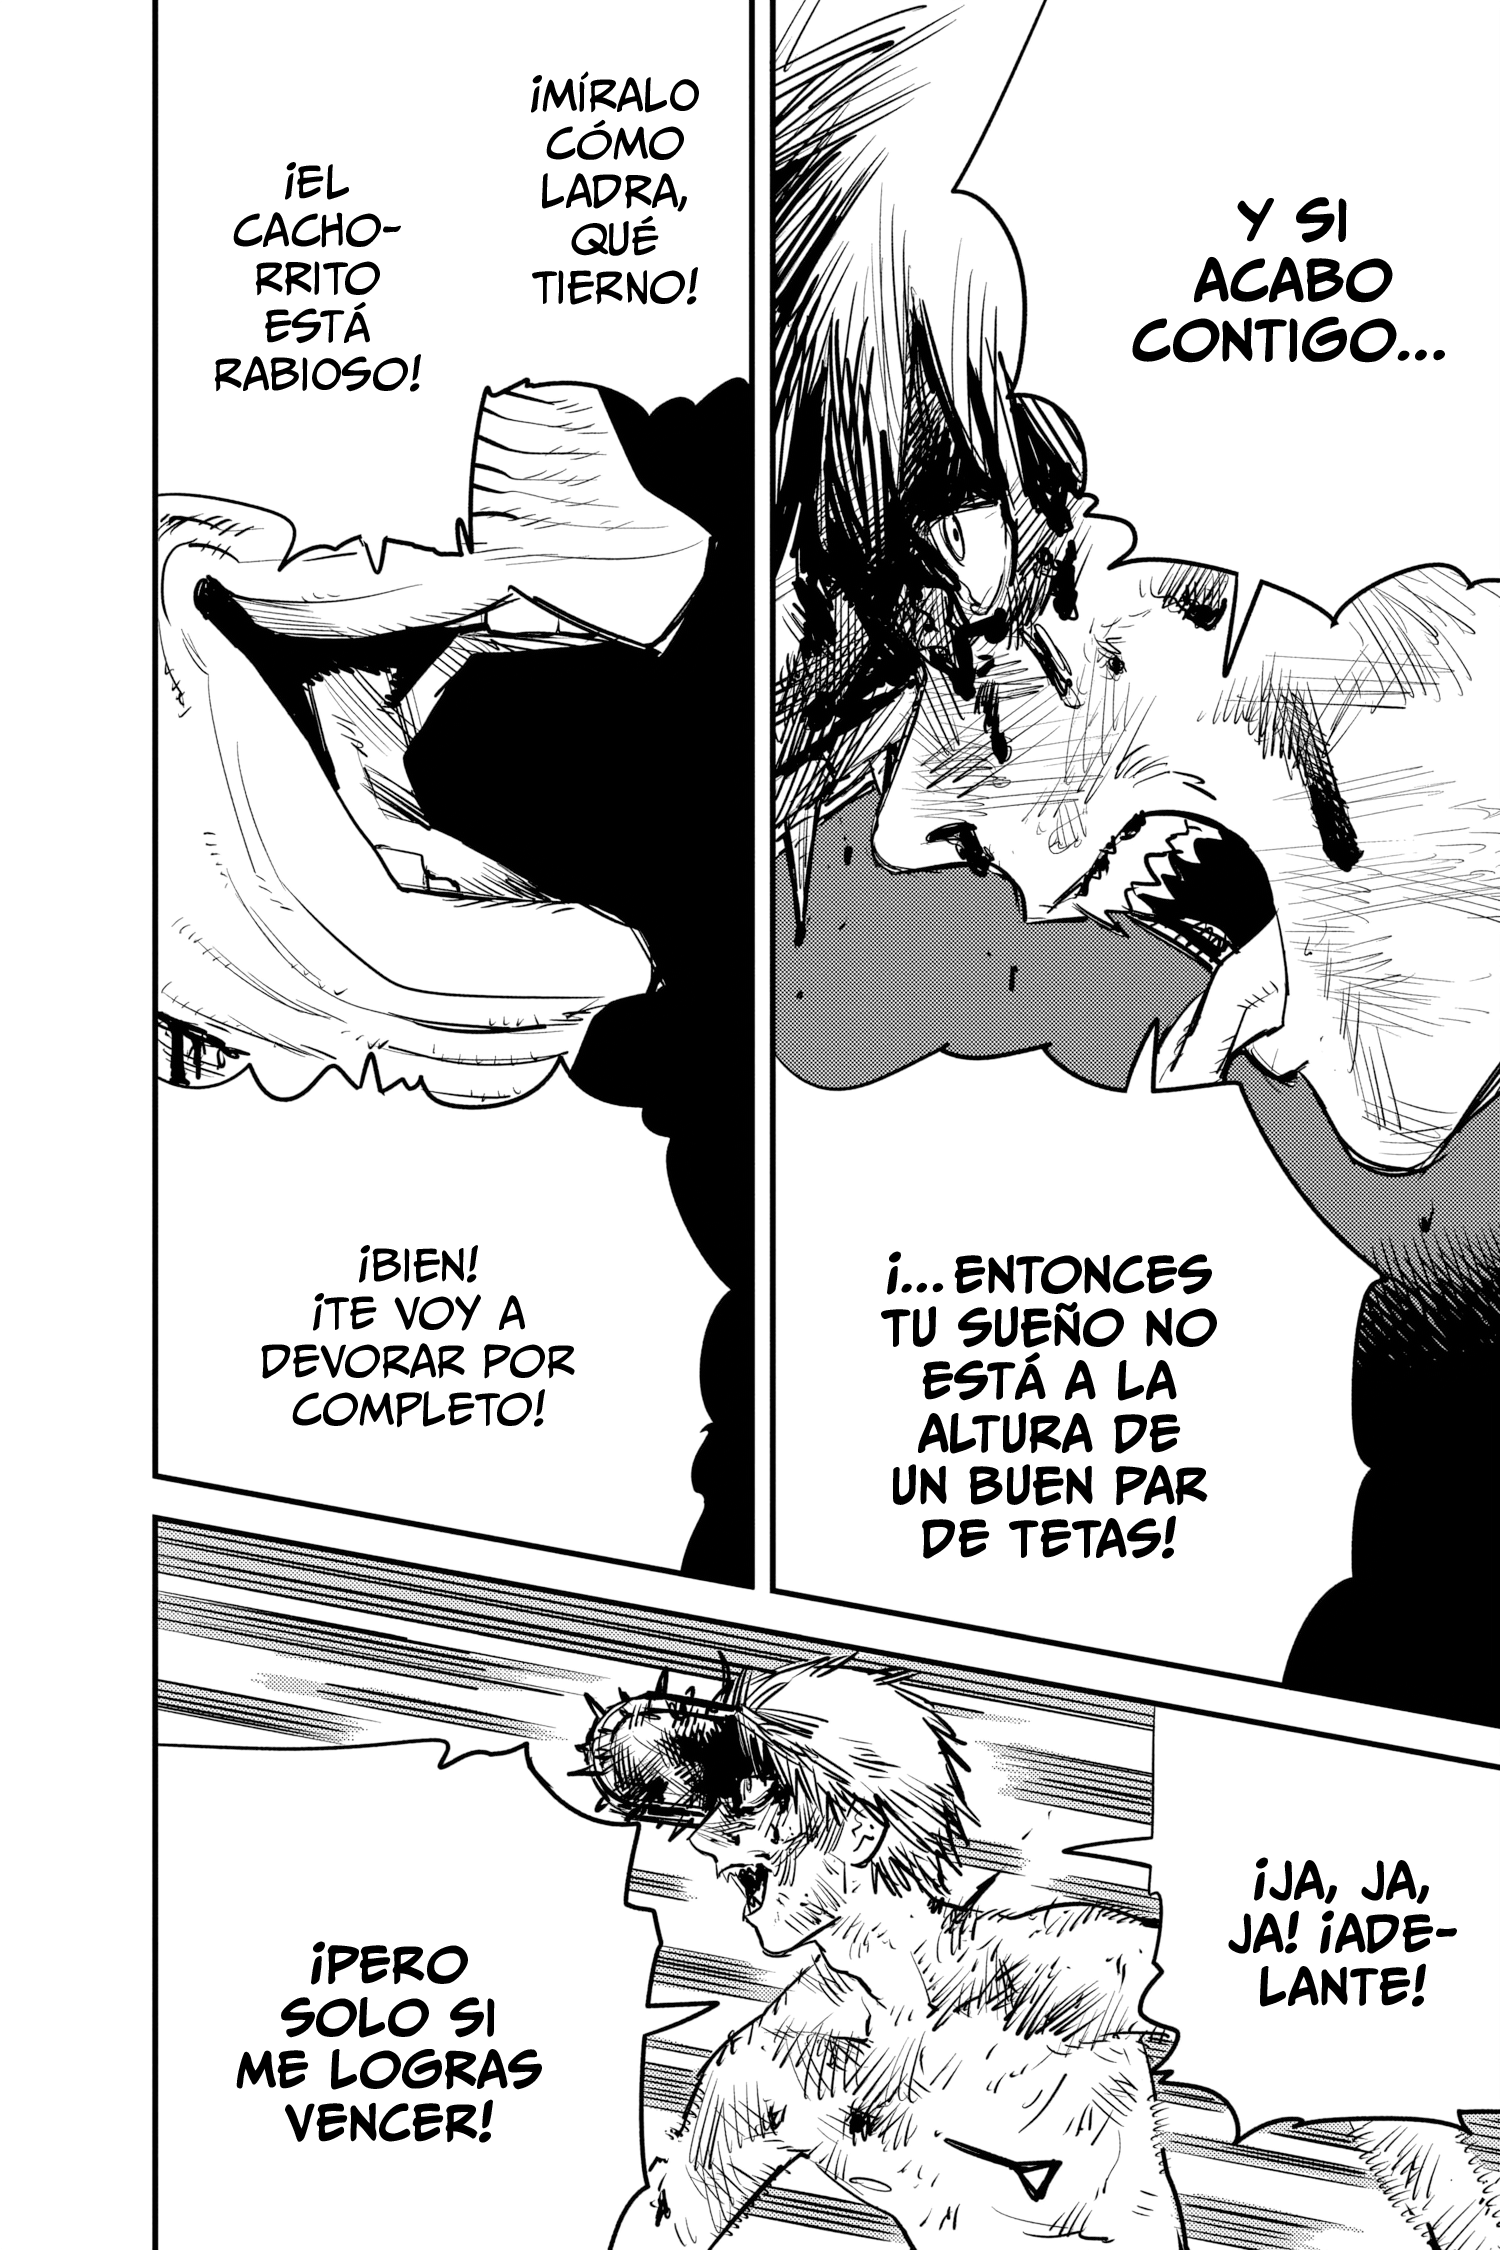 Y SI
ACABO
CONTIGO...
¡... ENTONCES
TU SUEÑO NO
ESTÁ A LA
ALTURA DE
UN BUEN PAR
DE TETAS!
¡MÍRALO
CÓMO
LADRA,
QUÉ
TIERNO!
¡EL
CACHO-
RRITO
ESTÁ
RABIOSO!
¡BIEN!
¡TE VOY A
DEVORAR POR
COMPLETO!
¡JA, JA,
JA! ¡ADE-
LANTE!
¡PERO
SOLO SI
ME LOGRAS
VENCER!